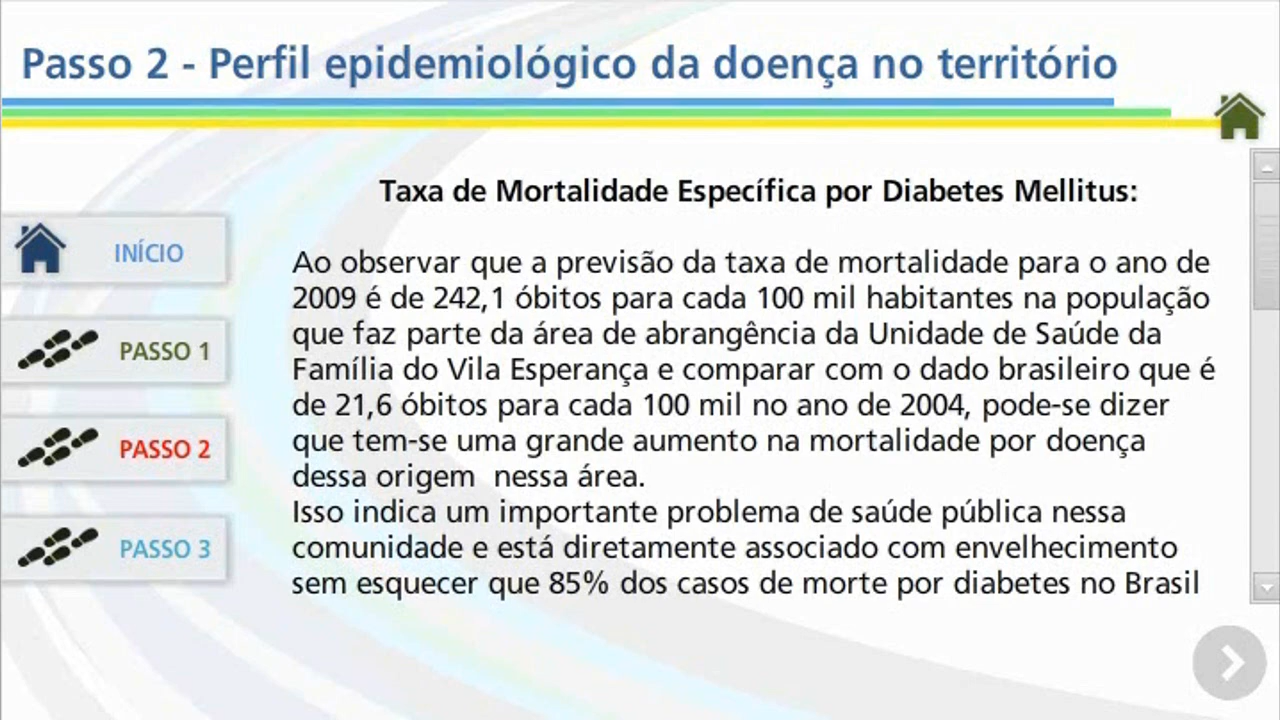 Passo 2 - Perfil epidemiológico da doença no território
Taxa de Mortalidade Específica por Diabetes Mellitus:
INÍCIO
PASSO 1
PASSO 2
PASSO 3
Ao observar que a previsão da taxa de mortalidade para o ano de
2009 é de 242,1 óbitos para cada 100 mil habitantes na população
que faz parte da área de abrangência da Unidade de Saúde da
Família do Vila Esperança e comparar com o dado brasileiro que é
de 21,6 óbitos para cada 100 mil no ano de 2004, pode-se dizer
que tem-se uma grande aumento na mortalidade por doença
dessa origem  nessa área.
Isso indica um importante problema de saúde pública nessa
comunidade e está diretamente associado com envelhecimento
sem esquecer que 85% dos casos de morte por diabetes no Brasil